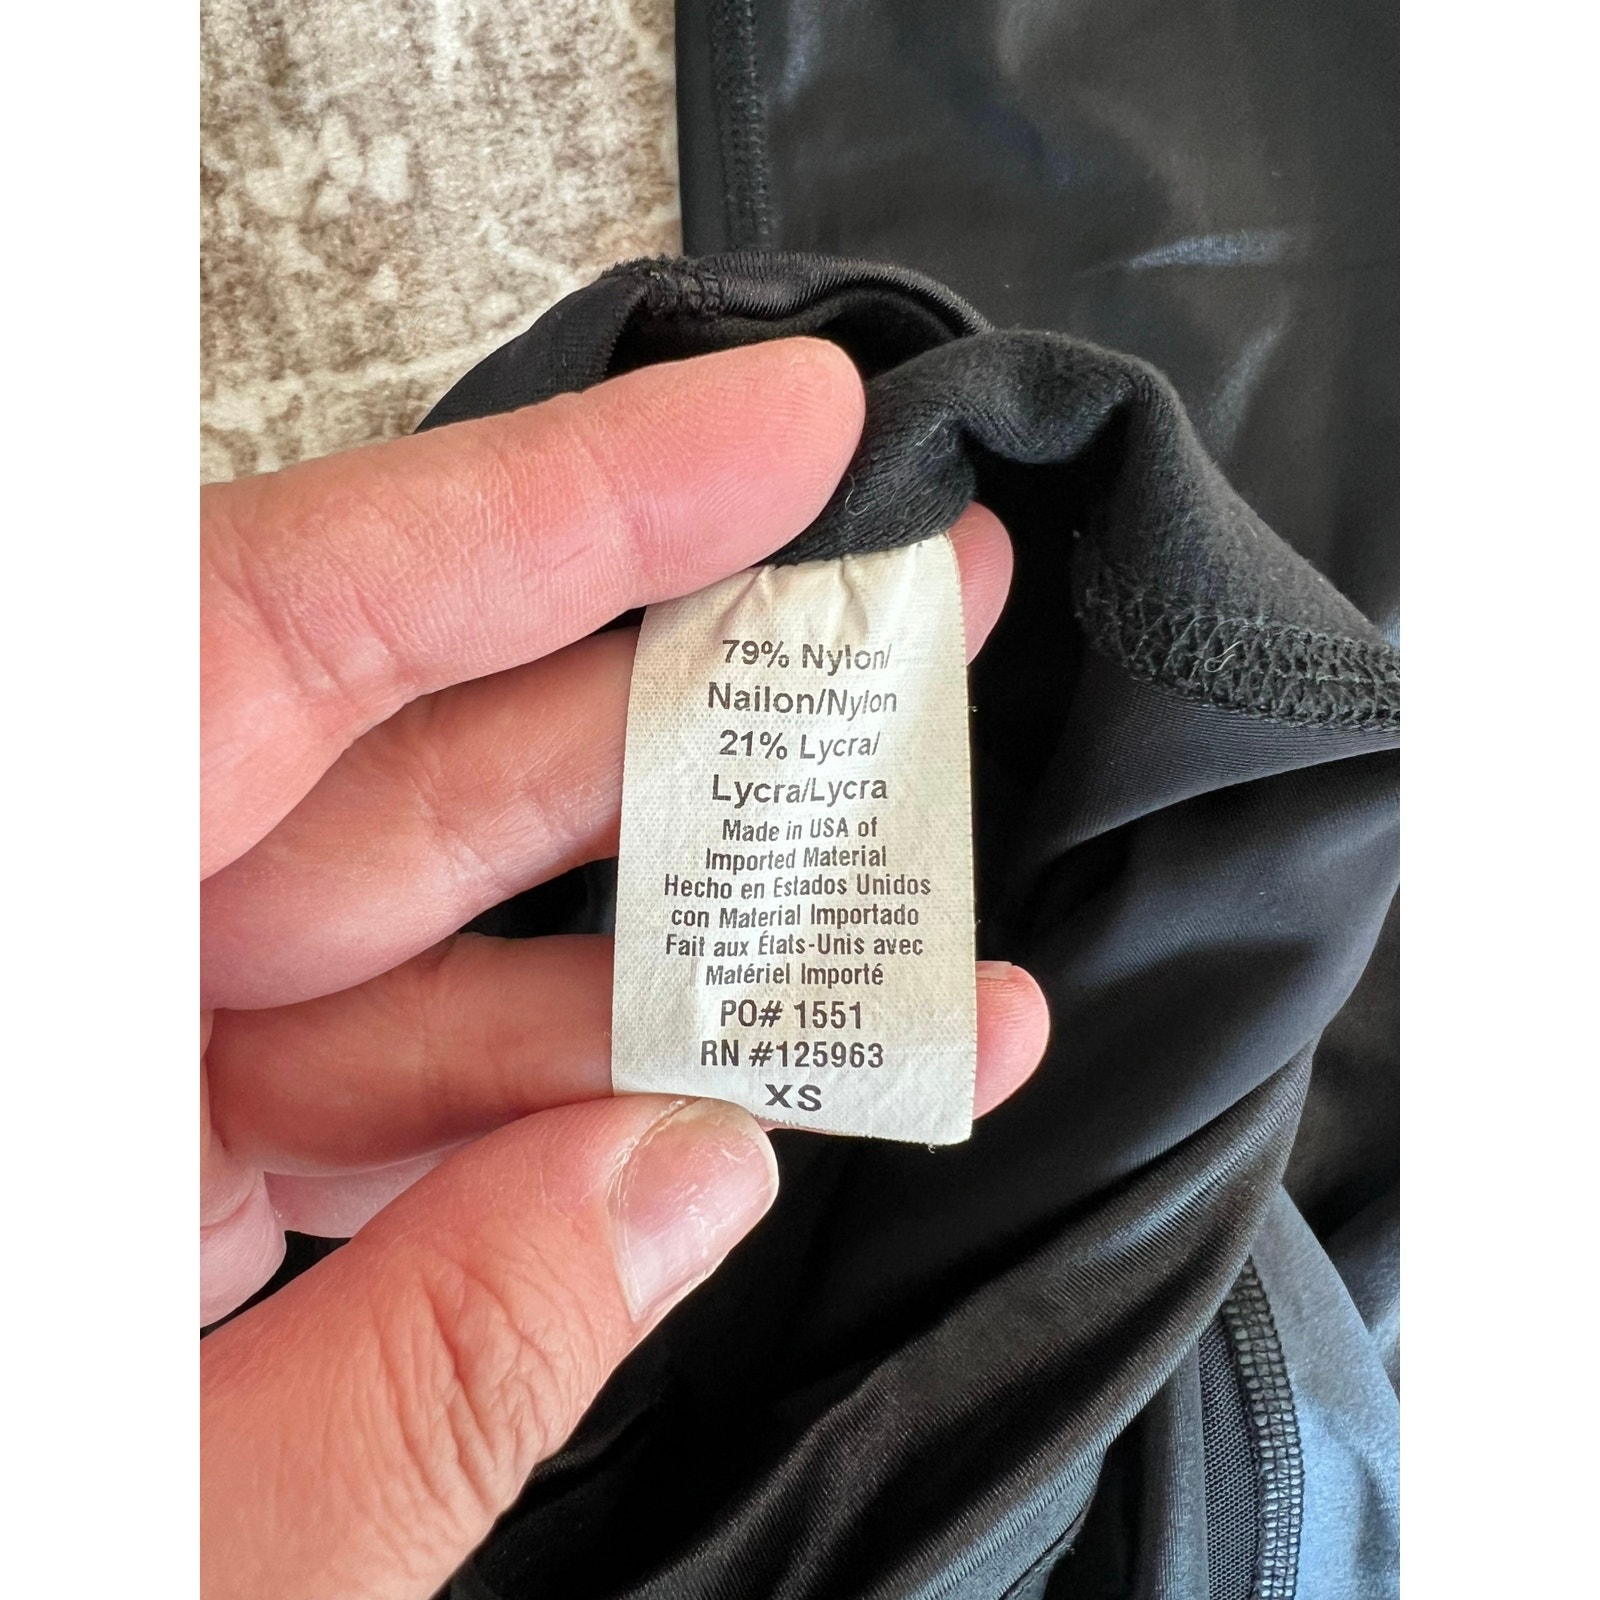 79% Nylon/
Nailon/Nylon
21% Lycra/
Lycra/Lycra
Made in USA of
Imported Material
Hecho en Estados Unidos
con Material Importado
Fait aux États-Unis avec
Matériel Importé
PO# 1551
RN #125963
XS